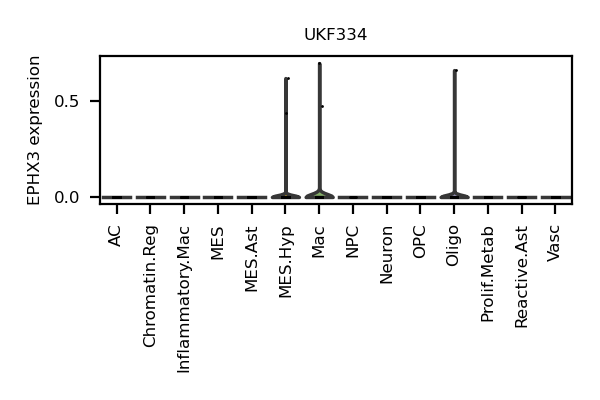 UKF334
EPHX3 expression
0.5
0.0
AC
Chromatin.Reg
Inflammatory.Mac
MES
MES.Ast
MES.Hyp
Mac
NPC
Neuron
OPC
Oligo
Prolif.Metab
Reactive.Ast
Vasc